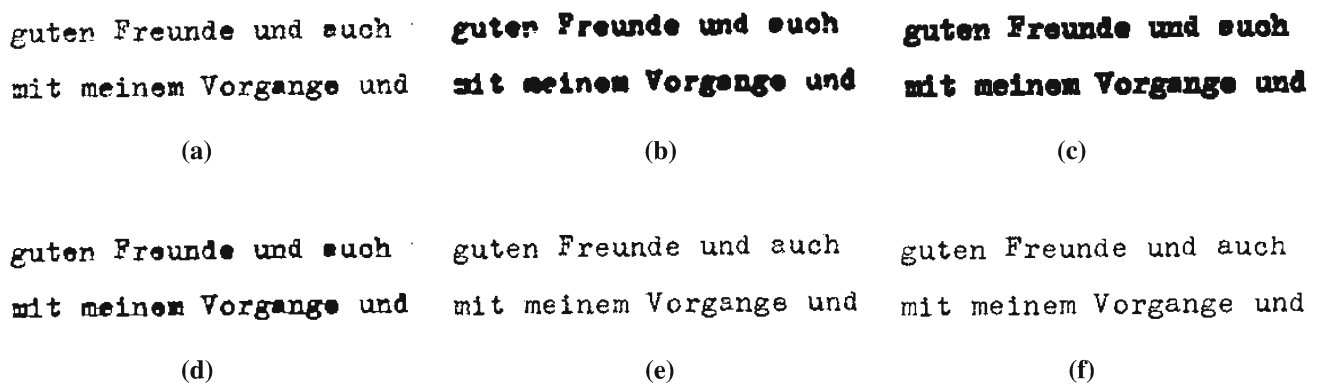 guten Freunde und auch
mit meinem Vorgange und
(a)
guten Freunde und auch
mit meinem Vorgange und
(b)
guten Freunde und auch
mit meinem Vorgange und
(c)
guten Freunde und auch
mit meinem Vorgange und
(d)
guten Freunde und auch
mit meinem Vorgange und
(e)
guten Freunde und auch
mit meinem Vorgange und
(f)